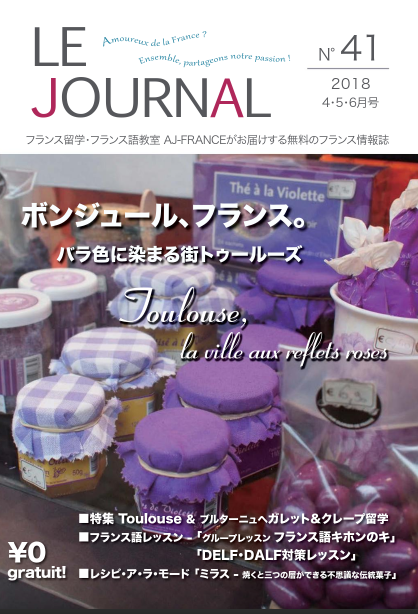 LE
JOURNAL
Amoureux de la France ?
Ensemble, partageons notre passion !
N° 41
2018
4・5・6月号
フランス留学・フランス語教室 AJ-FRANCEがお届けする無料のフランス情報誌
Thé à la Violette
ボンジュール、フランス。
バラ色に染まる街トゥールーズ
Toulouse,
la ville aux reflets roses
■特集 Toulouse & ブルターニュへガレット&クレープ留学
■フランス語レッスン – 「グループレッスン フランス語キホンのキ」
「DELF・DALF対策レッスン」
¥0
gratuit!
■レシピ・ア・ラ・モード 「ミラス – 焼くと三つの層ができる不思議な伝統菓子」